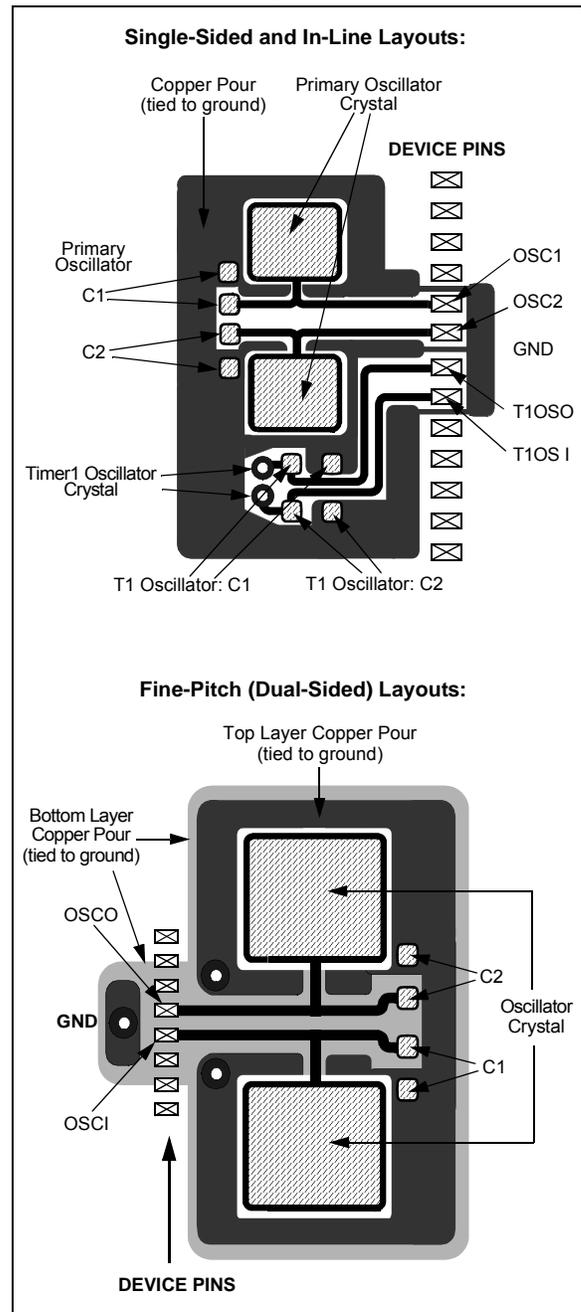 Single-Sided and In-Line Layouts:
Copper Pour
(tied to ground)
Primary Oscillator
Crystal
DEVICE PINS
Primary
Oscillator
C1
C2
OSC1
OSC2
GND
T1OSO
T1OS I
Timer1 Oscillator
Crystal
T1 Oscillator: C1
T1 Oscillator: C2
Fine-Pitch (Dual-Sided) Layouts:
Top Layer Copper Pour
(tied to ground)
Bottom Layer
Copper Pour
(tied to ground)
OSCO
GND
OSCI
C2
Oscillator
Crystal
C1
DEVICE PINS